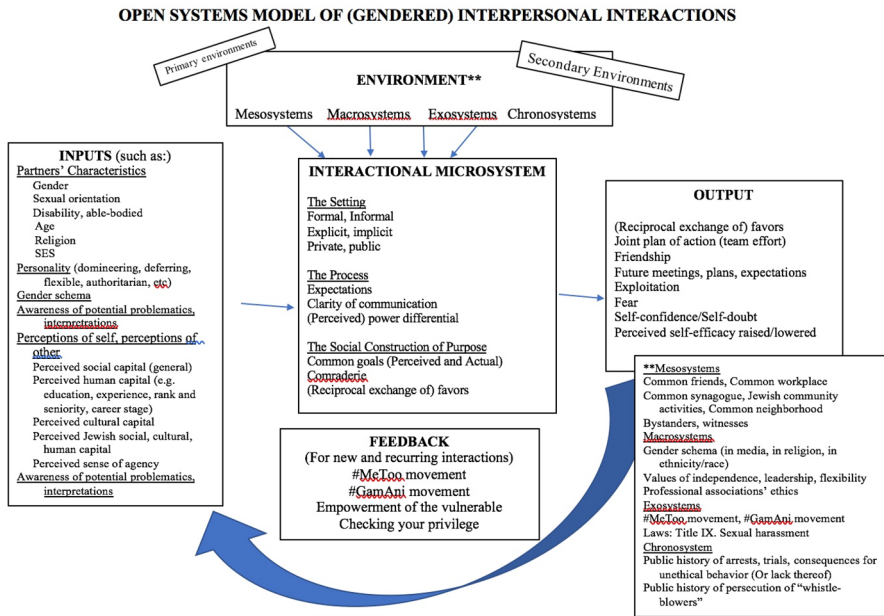 OPEN SYSTEMS MODEL OF (GENDERED) INTERPERSONAL INTERACTIONS
Primary environments
Secondary Environments
ENVIRONMENT**
Mesosystems Macrosystems Exosystems Chronosystems
INPUTS (such as:)
Partners' Characteristics
Gender
Sexual orientation
Disability, able-bodied
Age
Religion
SES
Personality (domineering, deferring,
flexible, authoritarian, etc)
Gender schema
Awareness of potential problematics,
interpretrations
Perceptions of self, perceptions of
other
Perceived social capital (general)
Perceived human capital (e.g.
education, experience, rank and
seniority, career stage)
Perceived cultural capital
Perceived Jewish social, cultural,
human capital
Perceived sense of agency
Awareness of potential problematics,
interpretations
INTERACTIONAL MICROSYSTEM
The Setting
Formal, Informal
Explicit, implicit
Private, public
The Process
Expectations
Clarity of communication
(Perceived) power differential
The Social Construction of Purpose
Common goals (Perceived and Actual)
Comraderie
(Reciprocal exchange of) favors
OUTPUT
(Reciprocal exchange of) favors
Joint plan of action (team effort)
Friendship
Future meetings, plans, expectations
Exploitation
Fear
Self-confidence/Self-doubt
Perceived self-efficacy raised/lowered
FEEDBACK
(For new and recurring interactions)
#MeToo movement
#GamAni movement
Empowerment of the vulnerable
Checking your privilege
**Mesosystems
Common friends, Common workplace
Common synagogue, Jewish community
activities, Common neighborhood
Bystanders, witnesses
Macrosystems
Gender schema (in media, in religion, in
ethnicity/race)
Values of independence, leadership, flexibility
Professional associations' ethics
Exosystems
#MeToo movement, #GamAni movement
Laws: Title IX. Sexual harassment
Chronosystem
Public history of arrests, trials, consequences for
unethical behavior (Or lack thereof)
Public history of persecution of "whistle-
blowers"